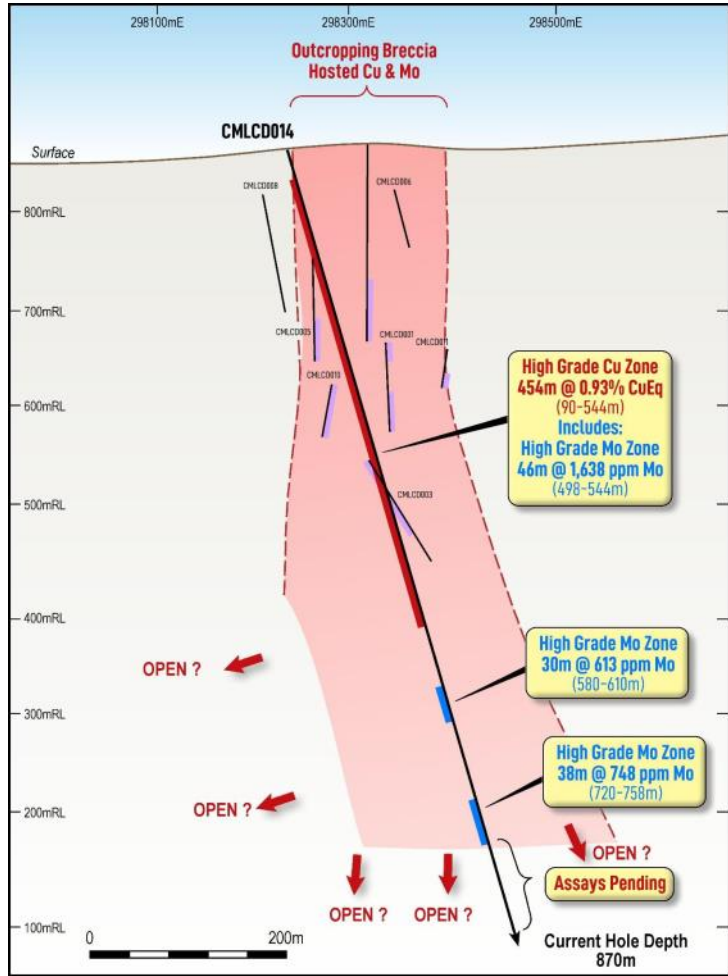 298100mE
298300mE
298500mE
Outcropping Breccia
Hosted Cu & Mo
CMLCD014
Surface
CMLCD008
CMLCD006
800mRL
700mRL
CMLCD005
CMLCD001
CMLCD011
CMLCD010
600mRL
High Grade Cu Zone
454m @ 0.93% CuEq
(90-544m)
Includes:
High Grade Mo Zone
46m @ 1,638 ppm Mo
(498-544m)
500mRL
CMLCD003
400mRL
OPEN ?
High Grade Mo Zone
30m @ 613 ppm Mo
(580-610m)
300mRL
High Grade Mo Zone
38m @ 748 ppm Mo
(720-758m)
200mRL
OPEN ?
OPEN ?
Assays Pending
OPEN ?
OPEN ?
100mRL
0
200m
Current Hole Depth
870m